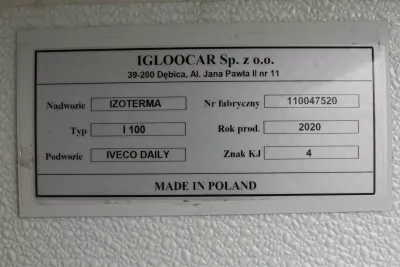 IGLOOCAR Sp. z o.o.
39-200 Dębica, Al. Jana Pawła II nr 11
Nadwozie IZOTERMA Nr fabryczny 110047520
Typ I 100 Rok prod. 2020
Podwozie IVECO DAILY Znak KJ 4
MADE IN POLAND